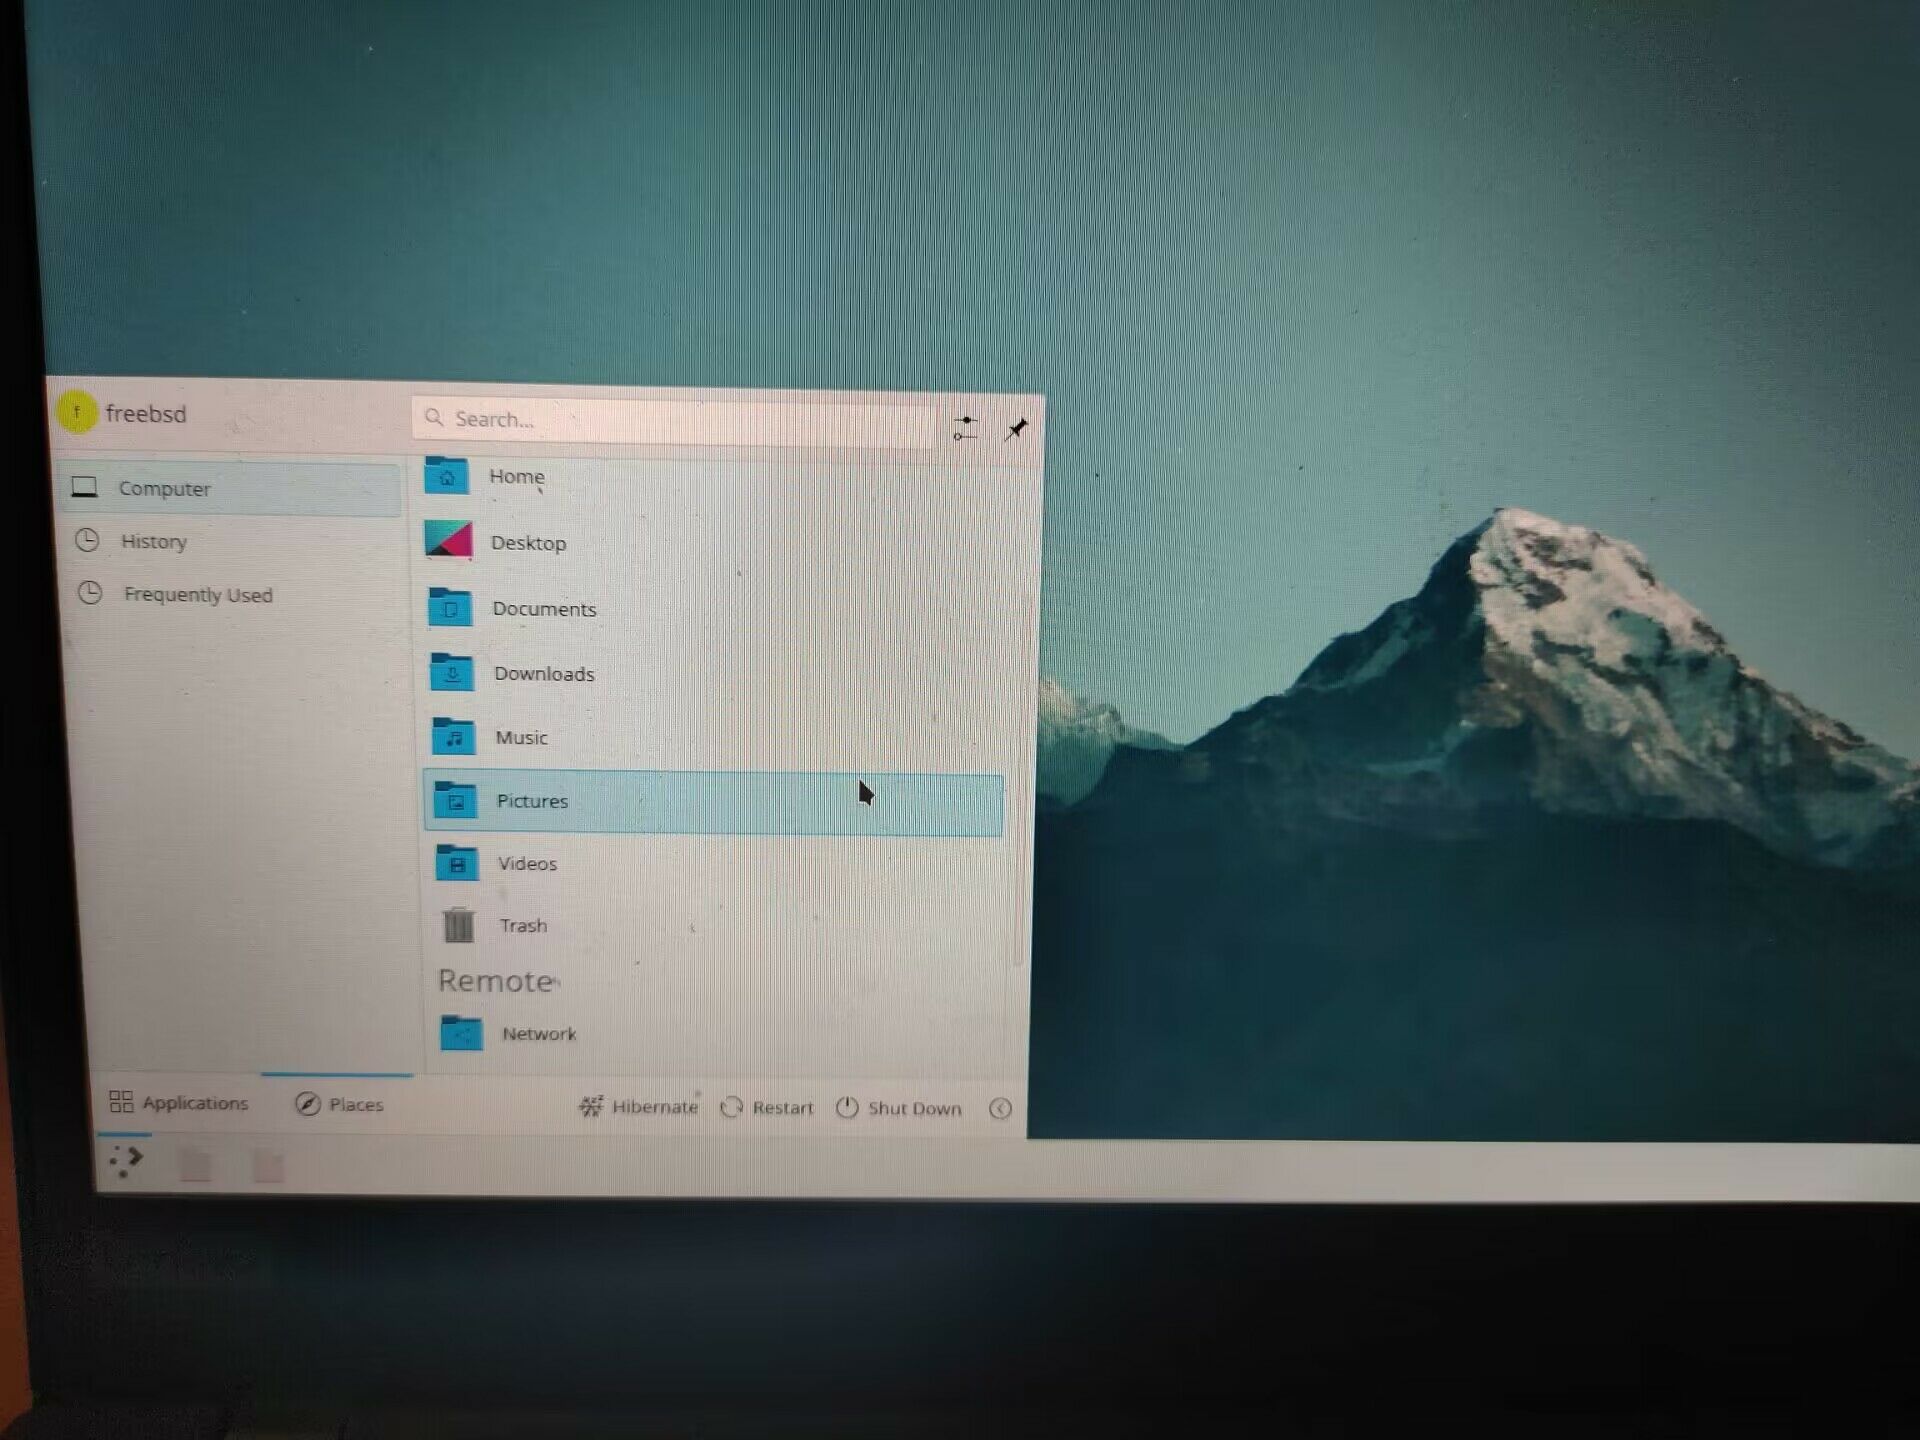 f freebsd
Search...
Computer
History
Frequently Used
Home
Desktop
Documents
Downloads
Music
Pictures
Videos
Trash
Remote
Network
Applications Places Hibernate Restart Shut Down